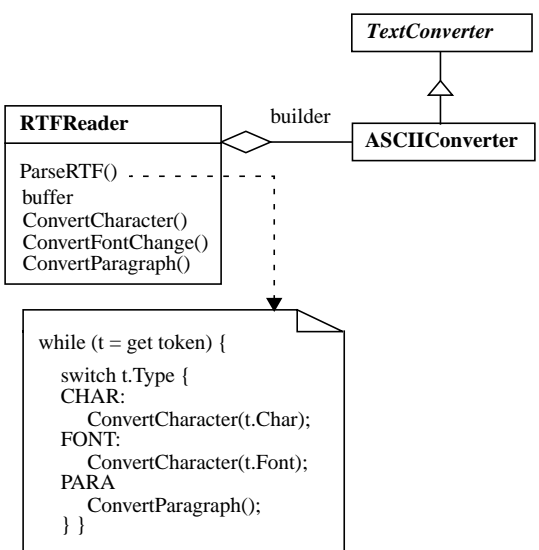 TextConverter
builder
RTFReader
ASCIIConverter
ParseRTF()
buffer
ConvertCharacter()
ConvertFontChange()
ConvertParagraph()
while (t = get token) {
switch t.Type {
CHAR:
ConvertCharacter(t.Char);
FONT:
ConvertCharacter(t.Font);
PARA
ConvertParagraph();
} }